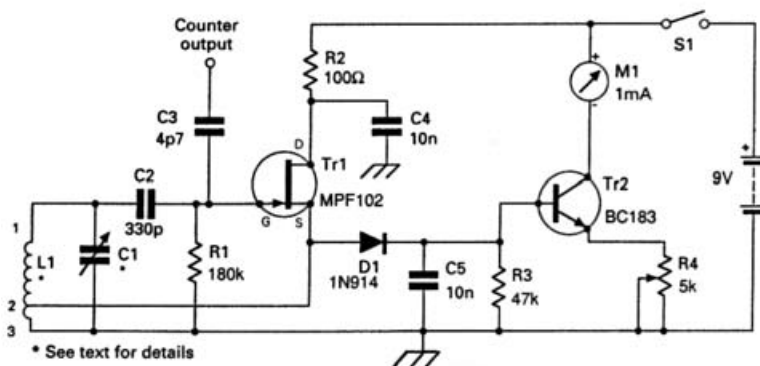 Counter
output
R2
100Ω
S1
+
M1
1mA
-
C3
4p7
C4
10n
D
Tr1
MPF102
C2
330p
G
S
Tr2
BC183
+
9V
1
L1
*
C1
*
R1
180k
D1
1N914
C5
10n
R3
47k
R4
5k
2
3
* See text for details